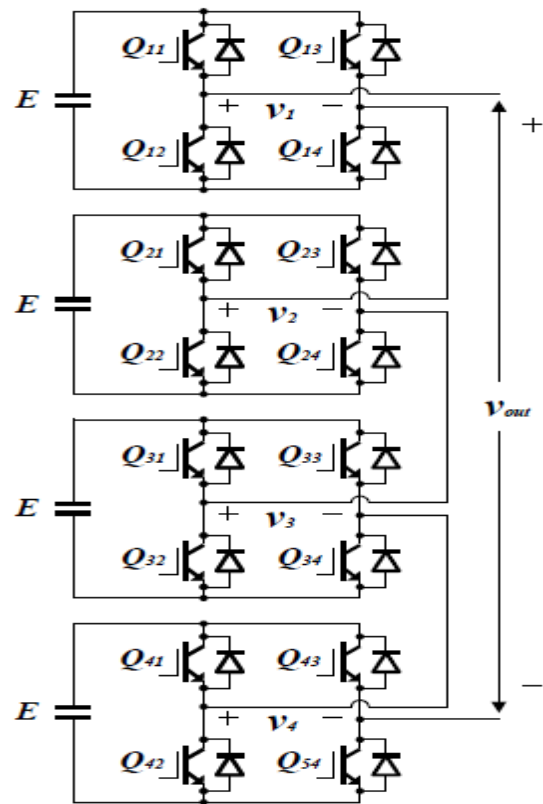 Q11 Q13
E + v1 −
Q12 Q14
+
Q21 Q23
E + v2 −
Q22 Q24
vout
Q31 Q33
E + v3 −
Q32 Q34
Q41 Q43
−
E + v4 −
Q42 Q54